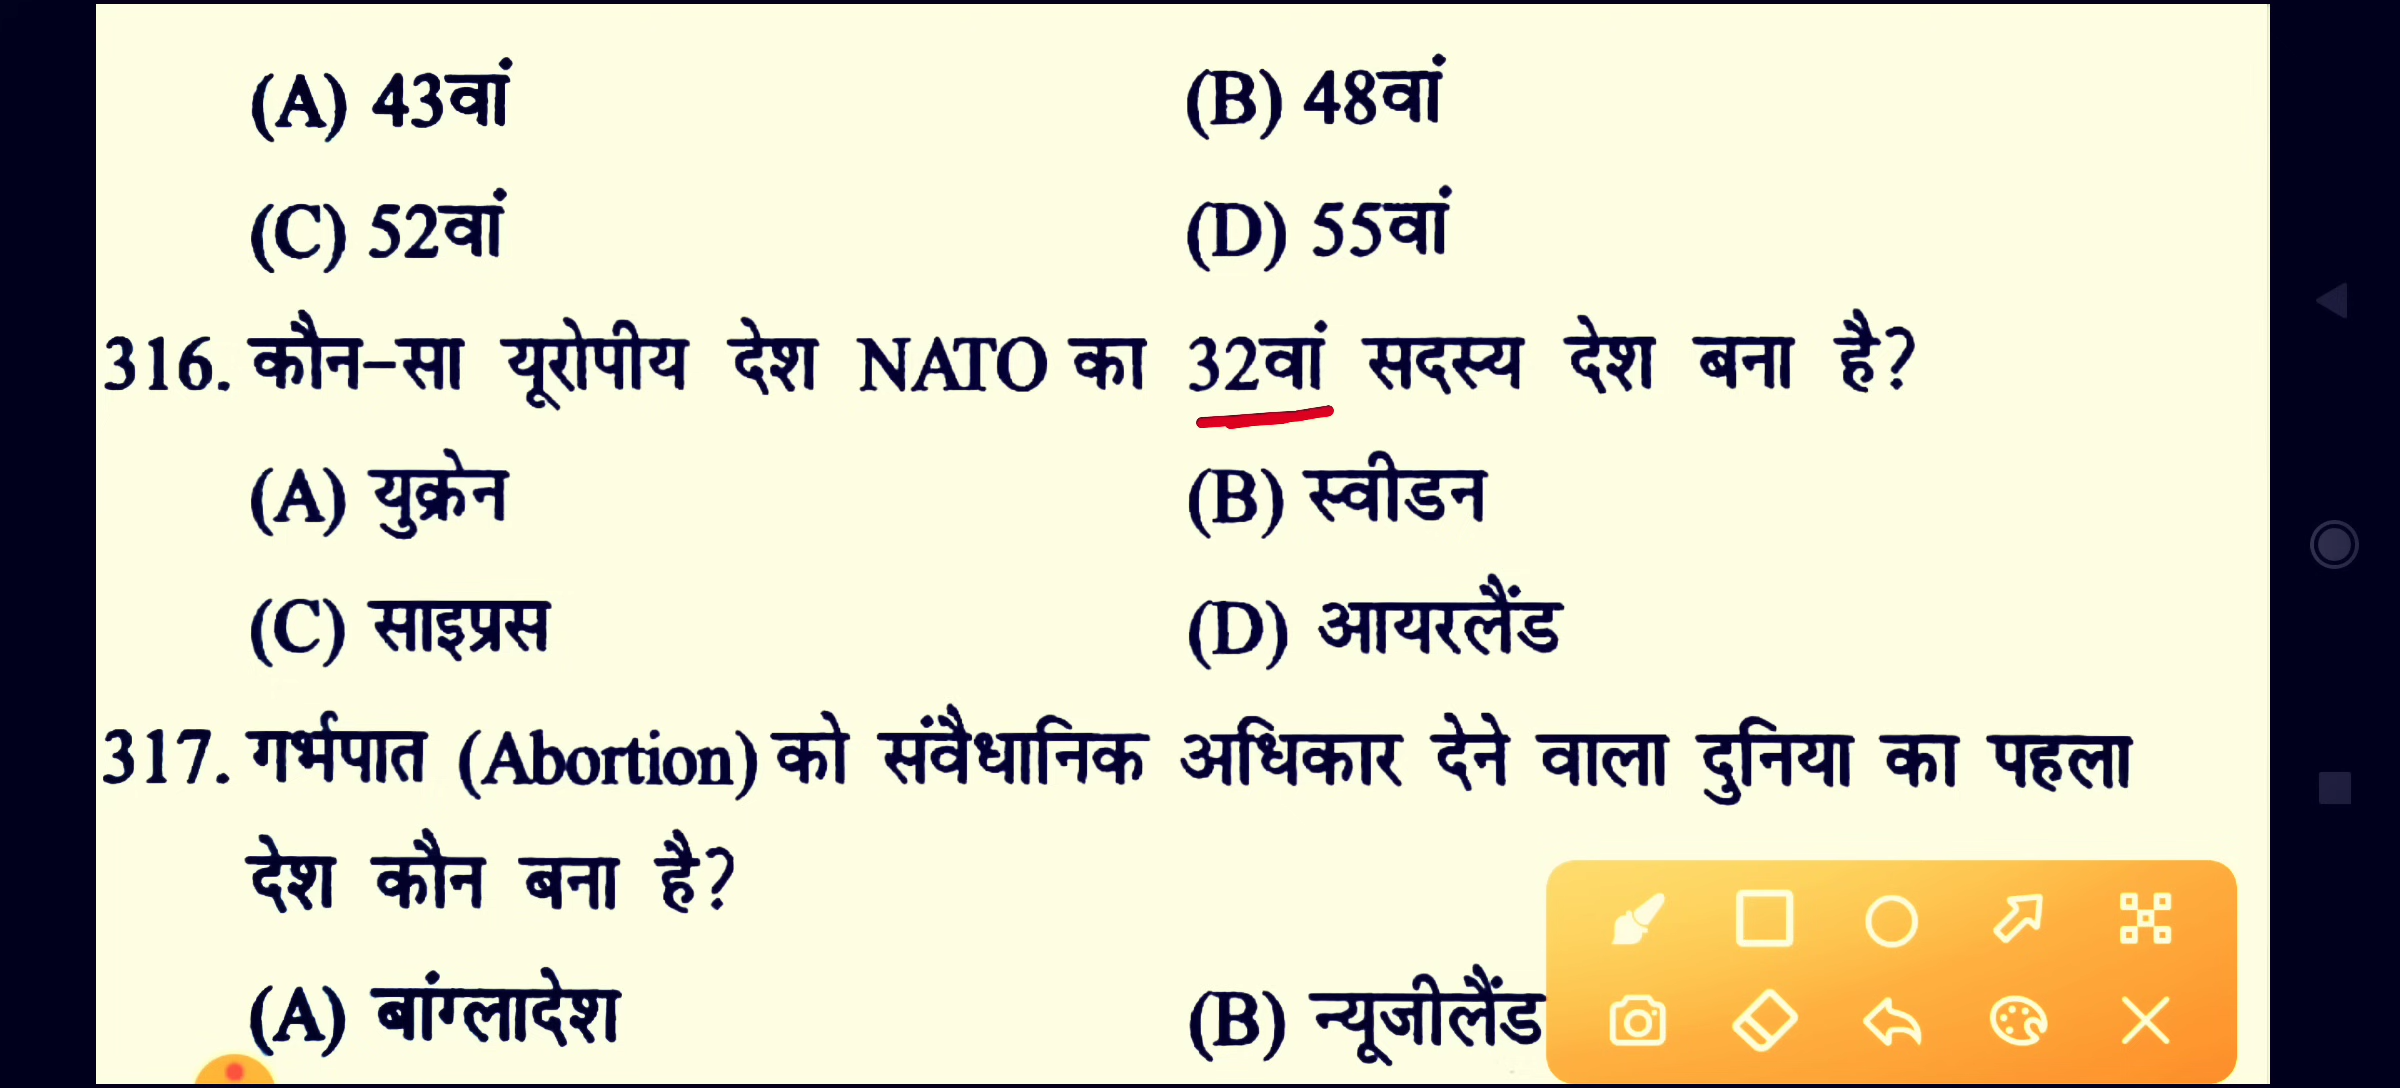 (A) 43वां (B) 48वां
(C) 52वां (D) 55वां
316. कौन-सा यूरोपीय देश NATO का 32वां सदस्य देश बना है?
(A) युक्रेन (B) स्वीडन
(C) साइप्रस (D) आयरलैंड
317. गर्भपात (Abortion) को संवैधानिक अधिकार देने वाला दुनिया का पहला
देश कौन बना है?
(A) बांग्लादेश (B) न्यूजीलैंड